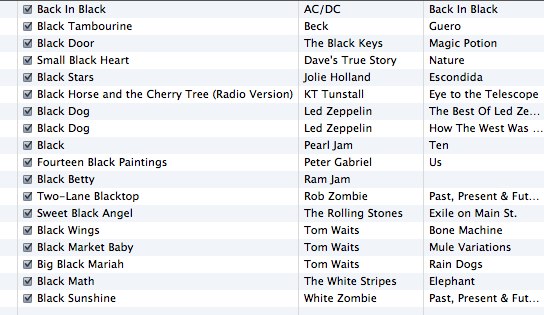 Back In Black AC/DC Back In Black
Black Tambourine Beck Guero
Black Door The Black Keys Magic Potion
Small Black Heart Dave's True Story Nature
Black Stars Jolie Holland Escondida
Black Horse and the Cherry Tree (Radio Version) KT Tunstall Eye to the Telescope
Black Dog Led Zeppelin The Best Of Led Ze...
Black Dog Led Zeppelin How The West Was ...
Black Pearl Jam Ten
Fourteen Black Paintings Peter Gabriel Us
Black Betty Ram Jam
Two-Lane Blacktop Rob Zombie Past, Present & Fut...
Sweet Black Angel The Rolling Stones Exile on Main St.
Black Wings Tom Waits Bone Machine
Black Market Baby Tom Waits Mule Variations
Big Black Mariah Tom Waits Rain Dogs
Black Math The White Stripes Elephant
Black Sunshine White Zombie Past, Present & Fut...